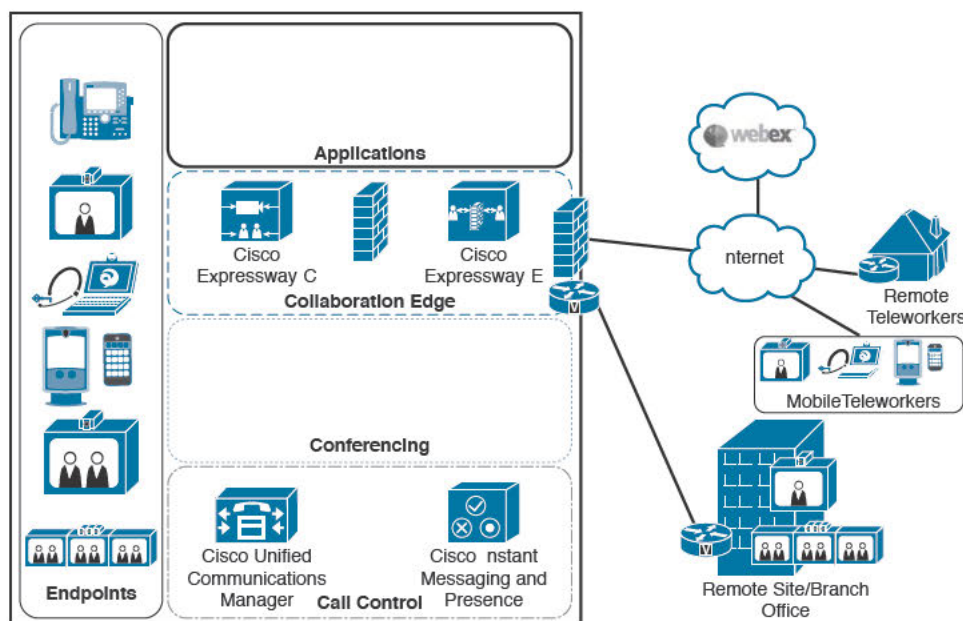 Applications
Cisco
Expressway C
Cisco
Expressway E
Collaboration Edge
Conferencing
Cisco Unified
Communications
Manager
Cisco nstant
Messaging and
Presence
Call Control
Endpoints
webex
nternet
Remote
Teleworkers
MobileTeleworkers
V
V
Remote Site/Branch
Office